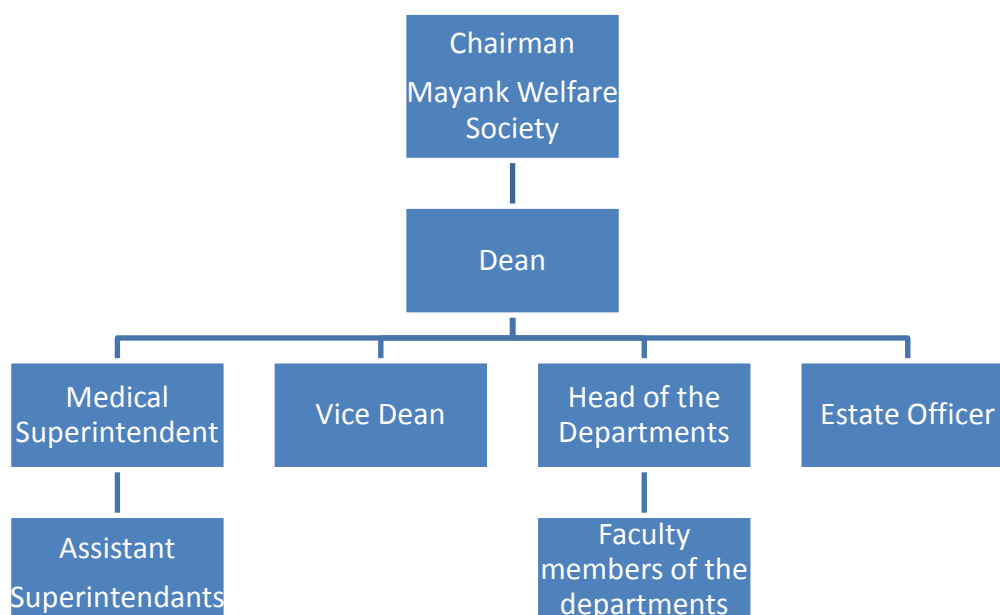 Chairman
Mayank Welfare
Society
Dean
Medical
Superintendent
Vice Dean
Head of the
Departments
Estate Officer
Assistant
Superintendants
Faculty
members of the
departments